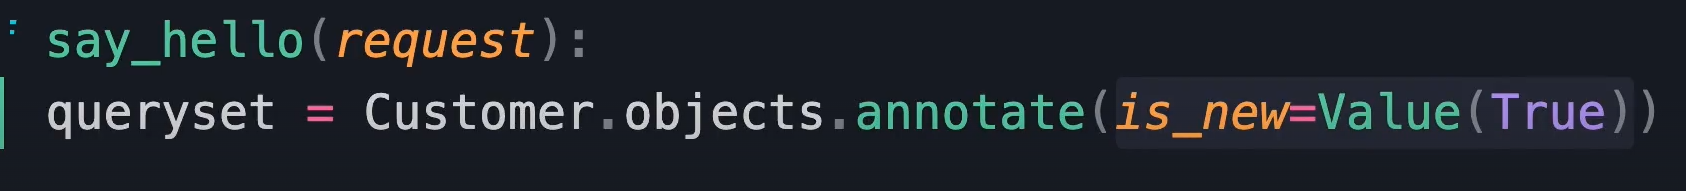 say_hello(request):
queryset = Customer.objects.annotate(is_new=Value(True))